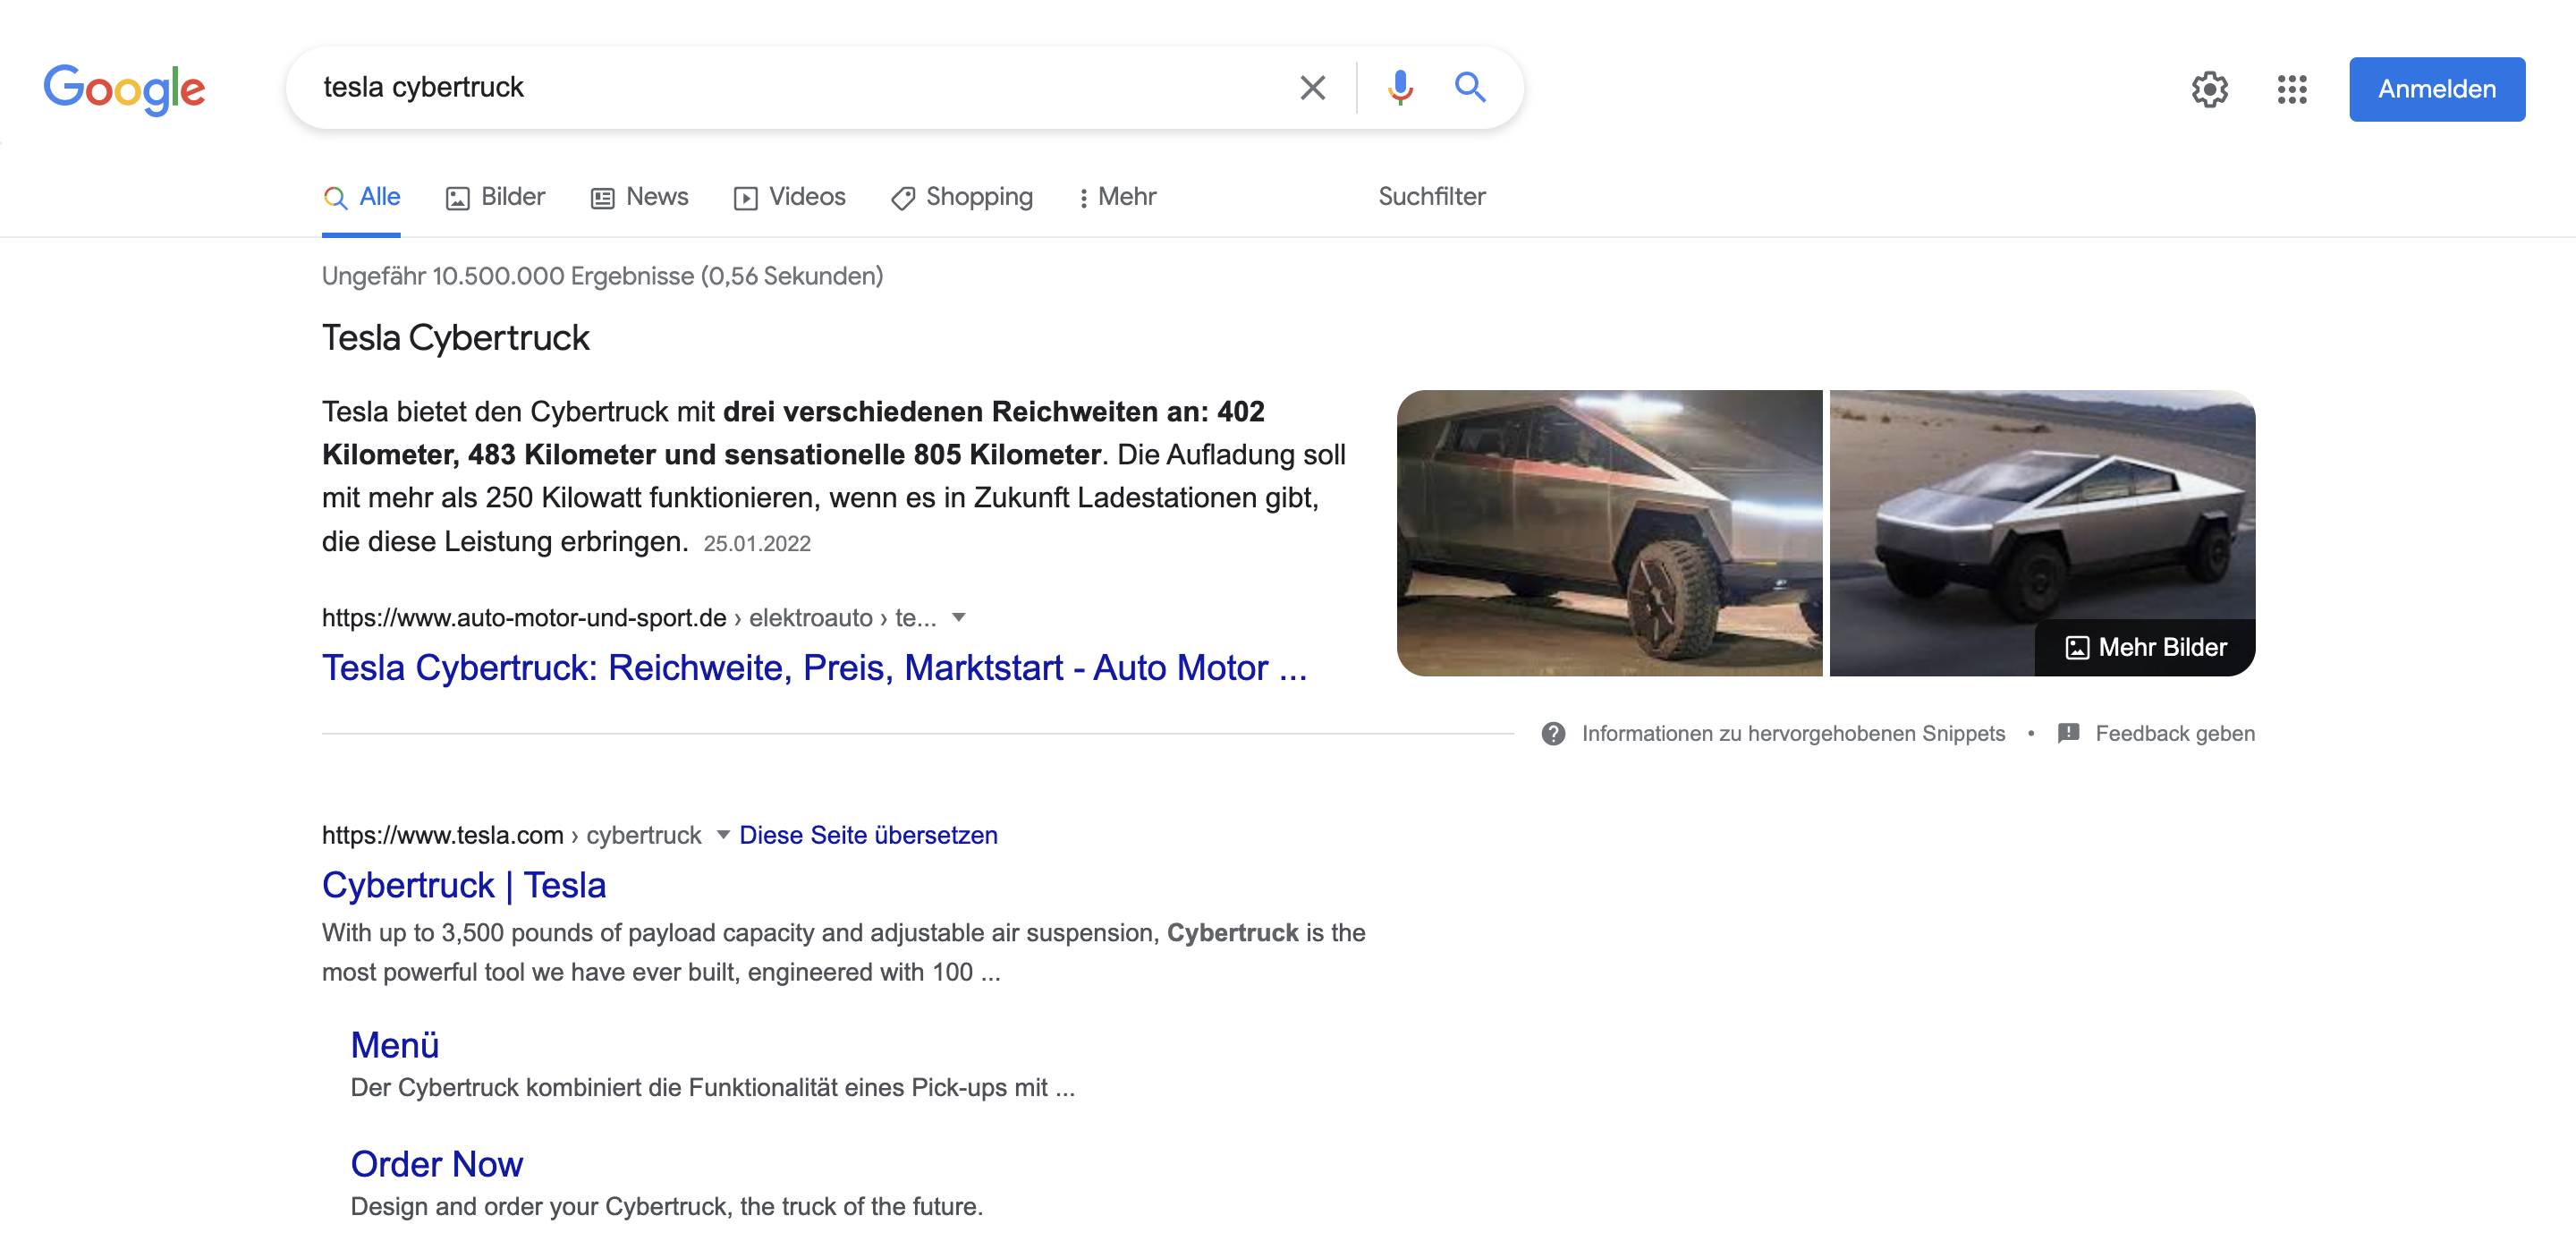 Google
tesla cybertruck
Anmelden
Alle Bilder News Videos Shopping Mehr Suchfilter
Ungefähr 10.500.000 Ergebnisse (0,56 Sekunden)
Tesla Cybertruck
Tesla bietet den Cybertruck mit drei verschiedenen Reichweiten an: 402
Kilometer, 483 Kilometer und sensationelle 805 Kilometer. Die Aufladung soll
mit mehr als 250 Kilowatt funktionieren, wenn es in Zukunft Ladestationen gibt,
die diese Leistung erbringen. 25.01.2022
https://www.auto-motor-und-sport.de › elektroauto › te...
Tesla Cybertruck: Reichweite, Preis, Marktstart - Auto Motor ...
Mehr Bilder
Informationen zu hervorgehobenen Snippets • Feedback geben
https://www.tesla.com › cybertruck Diese Seite übersetzen
Cybertruck | Tesla
With up to 3,500 pounds of payload capacity and adjustable air suspension, Cybertruck is the
most powerful tool we have ever built, engineered with 100 ...
Menü
Der Cybertruck kombiniert die Funktionalität eines Pick-ups mit ...
Order Now
Design and order your Cybertruck, the truck of the future.